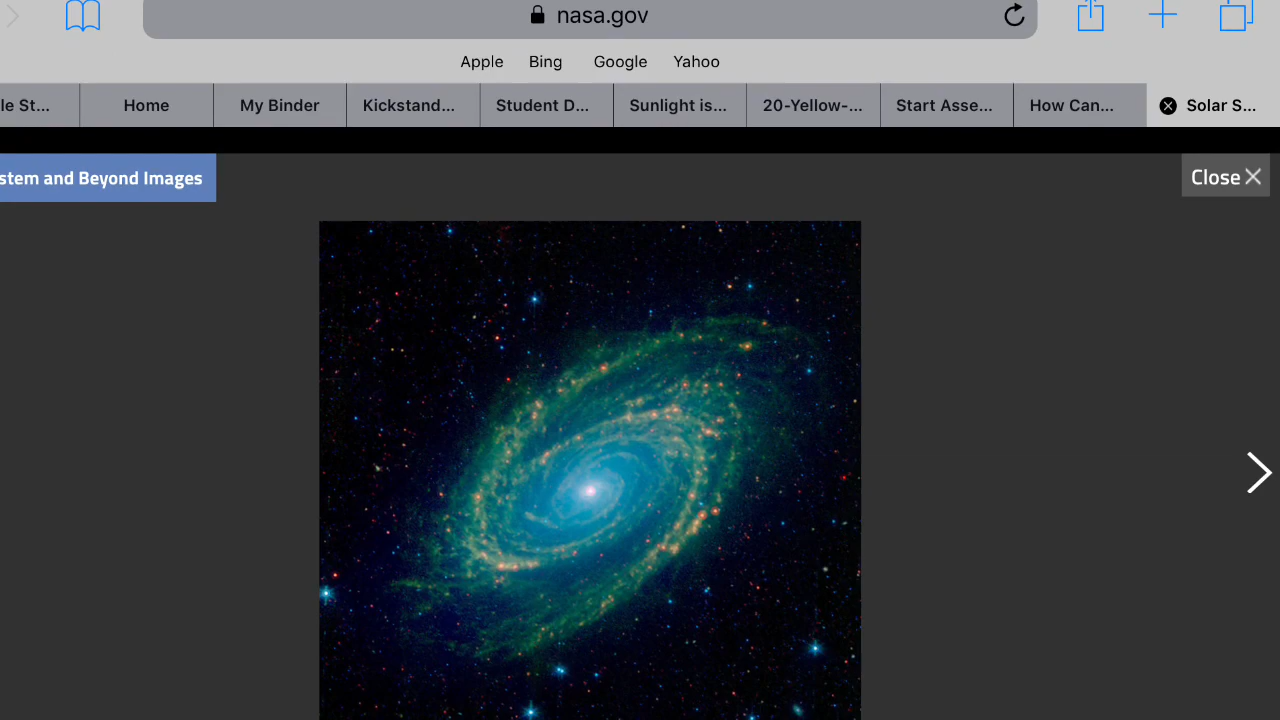 nasa.gov
Apple Bing Google Yahoo
le St... Home My Binder Kickstand... Student D... Sunlight is... 20-Yellow-... Start Asse... How Can... Solar S...
stem and Beyond Images
Close